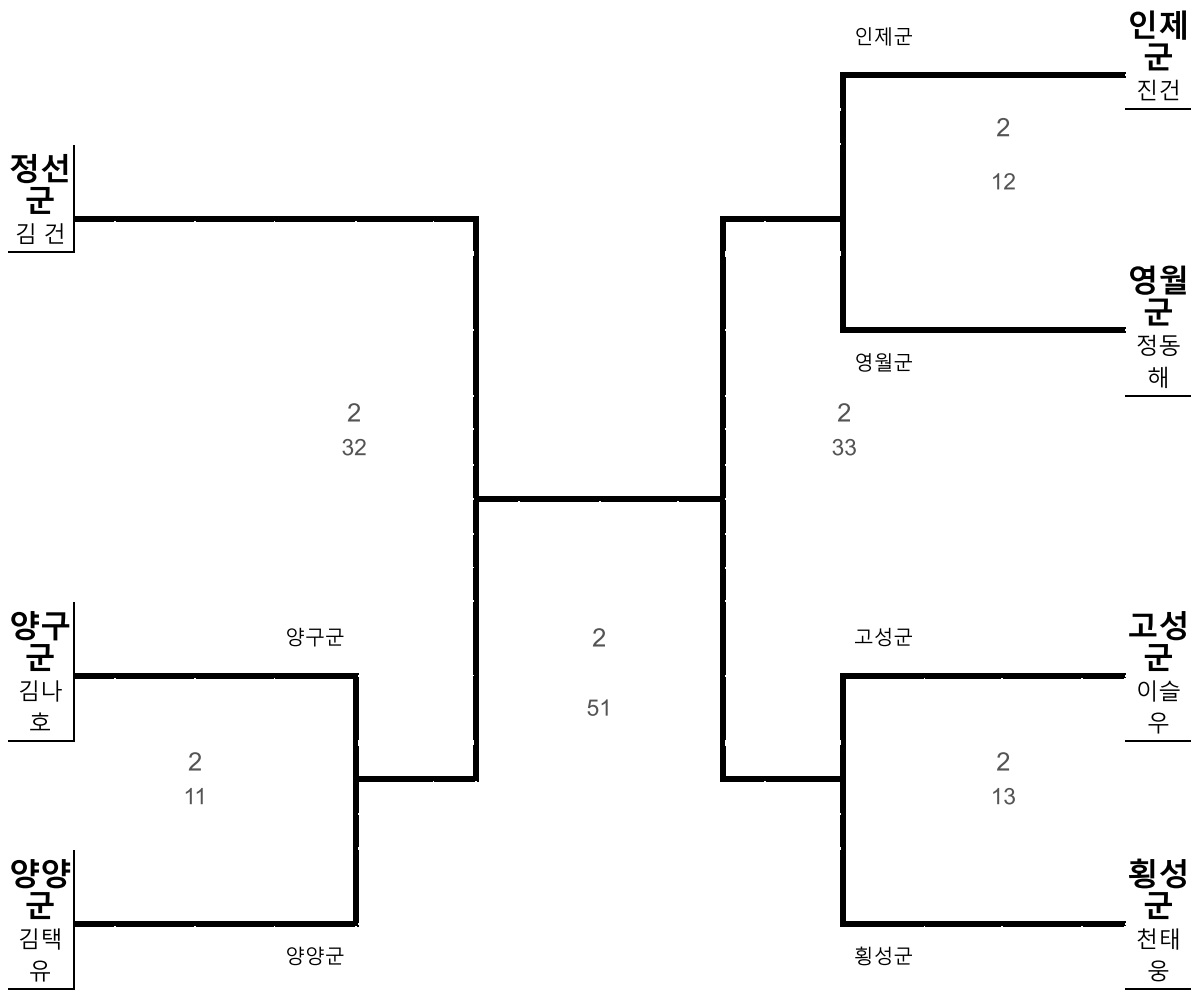 인제군
인제
군
진건
2
12
정선
군
김 건
영월
군
정동
해
영월군
2
32
2
33
양구
군
김나
호
양구군
2
51
고성군
고성
군
이슬
우
2
11
2
13
양양
군
김택
유
양양군
횡성군
횡성
군
천태
웅